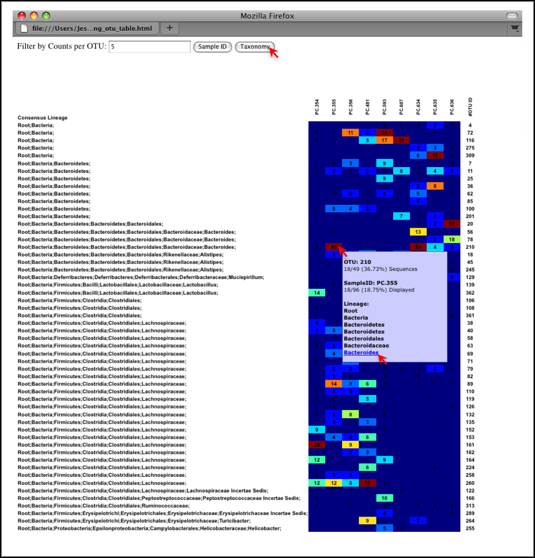 Mozilla Firefox
file:///Users/Jes...ng_otu_table.html
+
Filter by Counts per OTU: 5 Sample ID Taxonomy
PC.354 PC.355 PC.356 PC.481 PC.593 PC.607 PC.634 PC.635 PC.636 #OTU ID
Consensus Lineage
Root;Bacteria; 4
Root;Bacteria; 11 72
Root;Bacteria; 5 17 116
Root;Bacteria; 275
Root;Bacteria; 309
Root;Bacteria;Bacteroidetes; 9 7
Root;Bacteria;Bacteroidetes; 11
Root;Bacteria;Bacteroidetes; 9 25
Root;Bacteria;Bacteroidetes; 36
Root;Bacteria;Bacteroidetes; 62
Root;Bacteria;Bacteroidetes; 85
Root;Bacteria;Bacteroidetes; 100
Root;Bacteria;Bacteroidetes; 7 201
Root;Bacteria;Bacteroidetes;Bacteroidetes;Bacteroidales; 20
Root;Bacteria;Bacteroidetes;Bacteroidetes;Bacteroidales;Bacteroidaceae;Bacteroides; 13 56
Root;Bacteria;Bacteroidetes;Bacteroidetes;Bacteroidales;Bacteroidaceae;Bacteroides; 18 78
Root;Bacteria;Bacteroidetes;Bacteroidetes;Bacteroidales;Bacteroidaceae;Bacteroides; 210
Root;Bacteria;Bacteroidetes;Bacteroidetes;Bacteroidales;Rikenellaceae;Alistipes; 18
Root;Bacteria;Bacteroidetes;Bacteroidetes;Bacteroidales;Rikenellaceae;Alistipes; 45
Root;Bacteria;Bacteroidetes;Bacteroidetes;Bacteroidales;Rikenellaceae;Alistipes; 245
Root;Bacteria;Deferribacteres;Deferribacteres;Deferribacterales;Deferribacteraceae;Mucispirillum; 129
Root;Bacteria;Firmicutes;Bacilli;Lactobacillales;Lactobacillaceae;Lactobacillus; 139
Root;Bacteria;Firmicutes;Bacilli;Lactobacillales;Lactobacillaceae;Lactobacillus; 14 362
Root;Bacteria;Firmicutes;Clostridia;Clostridiales; 106
Root;Bacteria;Firmicutes;Clostridia;Clostridiales; 108
Root;Bacteria;Firmicutes;Clostridia;Clostridiales; 361
Root;Bacteria;Firmicutes;Clostridia;Clostridiales;Lachnospiraceae; 38
Root;Bacteria;Firmicutes;Clostridia;Clostridiales;Lachnospiraceae; 40
Root;Bacteria;Firmicutes;Clostridia;Clostridiales;Lachnospiraceae; 58
Root;Bacteria;Firmicutes;Clostridia;Clostridiales;Lachnospiraceae; 63
Root;Bacteria;Firmicutes;Clostridia;Clostridiales;Lachnospiraceae; 69
Root;Bacteria;Firmicutes;Clostridia;Clostridiales;Lachnospiraceae; 71
Root;Bacteria;Firmicutes;Clostridia;Clostridiales;Lachnospiraceae; 79
Root;Bacteria;Firmicutes;Clostridia;Clostridiales;Lachnospiraceae; 82
Root;Bacteria;Firmicutes;Clostridia;Clostridiales;Lachnospiraceae; 14 5 6 89
Root;Bacteria;Firmicutes;Clostridia;Clostridiales;Lachnospiraceae; 110
Root;Bacteria;Firmicutes;Clostridia;Clostridiales;Lachnospiraceae; 5 119
Root;Bacteria;Firmicutes;Clostridia;Clostridiales;Lachnospiraceae; 126
Root;Bacteria;Firmicutes;Clostridia;Clostridiales;Lachnospiraceae; 8 132
Root;Bacteria;Firmicutes;Clostridia;Clostridiales;Lachnospiraceae; 135
Root;Bacteria;Firmicutes;Clostridia;Clostridiales;Lachnospiraceae; 9 152
Root;Bacteria;Firmicutes;Clostridia;Clostridiales;Lachnospiraceae; 6 153
Root;Bacteria;Firmicutes;Clostridia;Clostridiales;Lachnospiraceae; 9 161
Root;Bacteria;Firmicutes;Clostridia;Clostridiales;Lachnospiraceae; 162
Root;Bacteria;Firmicutes;Clostridia;Clostridiales;Lachnospiraceae; 12 9 164
Root;Bacteria;Firmicutes;Clostridia;Clostridiales;Lachnospiraceae; 6 224
Root;Bacteria;Firmicutes;Clostridia;Clostridiales;Lachnospiraceae; 258
Root;Bacteria;Firmicutes;Clostridia;Clostridiales;Lachnospiraceae; 12 12 5 260
Root;Bacteria;Firmicutes;Clostridia;Clostridiales;Lachnospiraceae;Lachnospiraceae Incertae Sedis; 122
Root;Bacteria;Firmicutes;Clostridia;Clostridiales;Peptostreptococcaceae;Peptostreptococcaceae Incertae Sedis; 10 166
Root;Bacteria;Firmicutes;Clostridia;Clostridiales;Ruminococcaceae; 313
Root;Bacteria;Firmicutes;Erysipelotrichi;Erysipelotrichales;Erysipelotrichaceae;Erysipelotrichaceae Incertae Sedis; 289
Root;Bacteria;Firmicutes;Erysipelotrichi;Erysipelotrichales;Erysipelotrichaceae;Turicibacter; 9 264
Root;Bacteria;Proteobacteria;Epsilonproteobacteria;Campylobacterales;Helicobacteraceae;Helicobacter; 255
OTU: 210
18/49 (36.73%) Sequences
SampleID: PC.355
18/96 (18.75%) Displayed
Lineage:
Root
Bacteria
Bacteroidetes
Bacteroidetes
Bacteroidales
Bacteroidaceae
Bacteroides